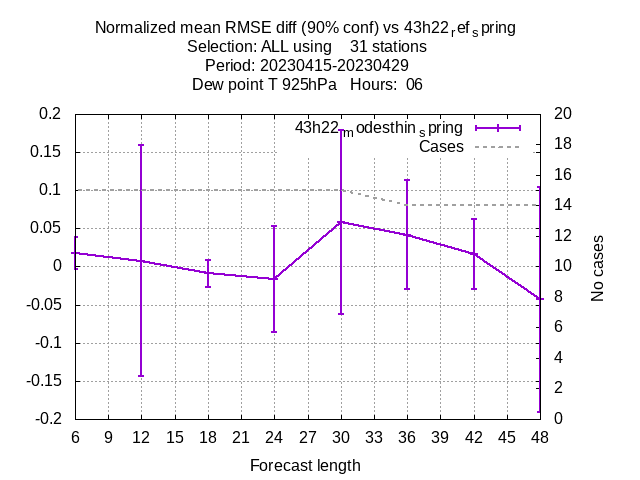 Normalized mean RMSE diff (90% conf) vs 43h22refspring
Selection: ALL using 31 stations
Period: 20230415-20230429
Dew point T 925hPa Hours: 06
43h22modesthinspring
Cases
0.2
0.15
0.1
0.05
0
-0.05
-0.1
-0.15
-0.2
20
18
16
14
12
10
8
6
4
2
0
No cases
6 9 12 15 18 21 24 27 30 33 36 39 42 45 48
Forecast length